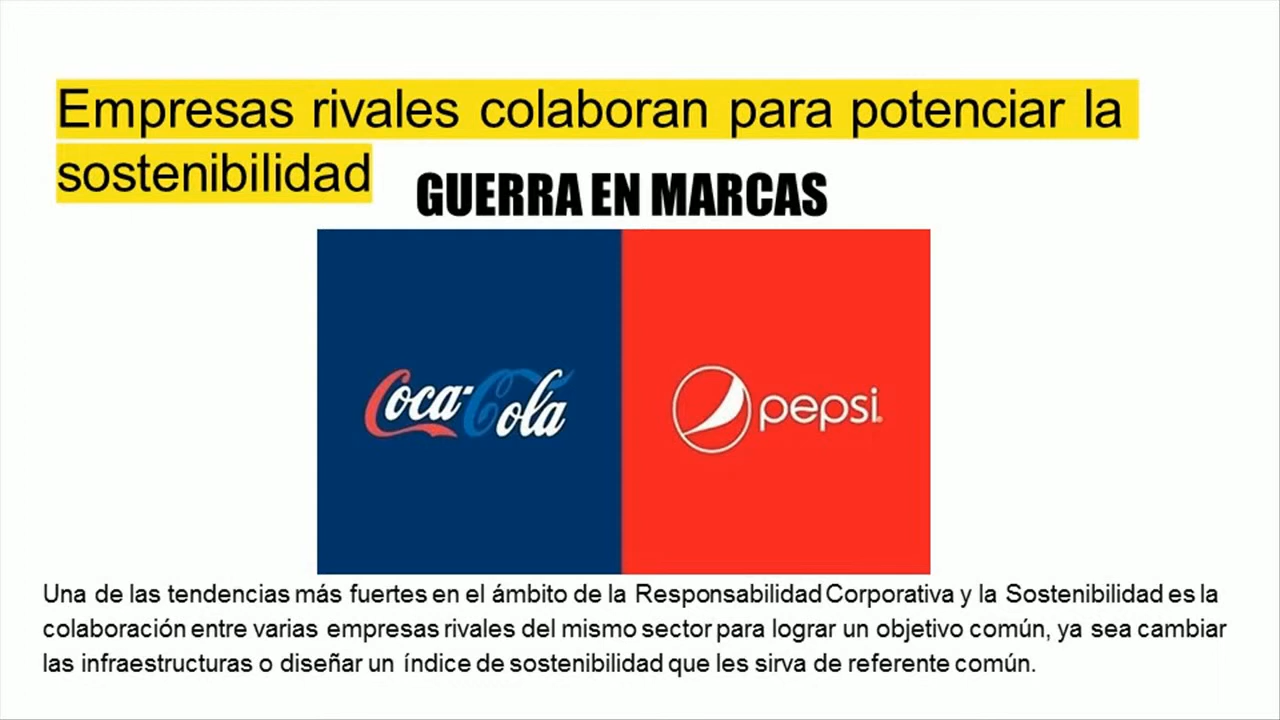 Empresas rivales colaboran para potenciar la
sostenibilidad
GUERRA EN MARCAS
Coca-Cola
pepsi
Una de las tendencias más fuertes en el ámbito de la Responsabilidad Corporativa y la Sostenibilidad es la
colaboración entre varias empresas rivales del mismo sector para lograr un objetivo común, ya sea cambiar
las infraestructuras o diseñar un índice de sostenibilidad que les sirva de referente común.